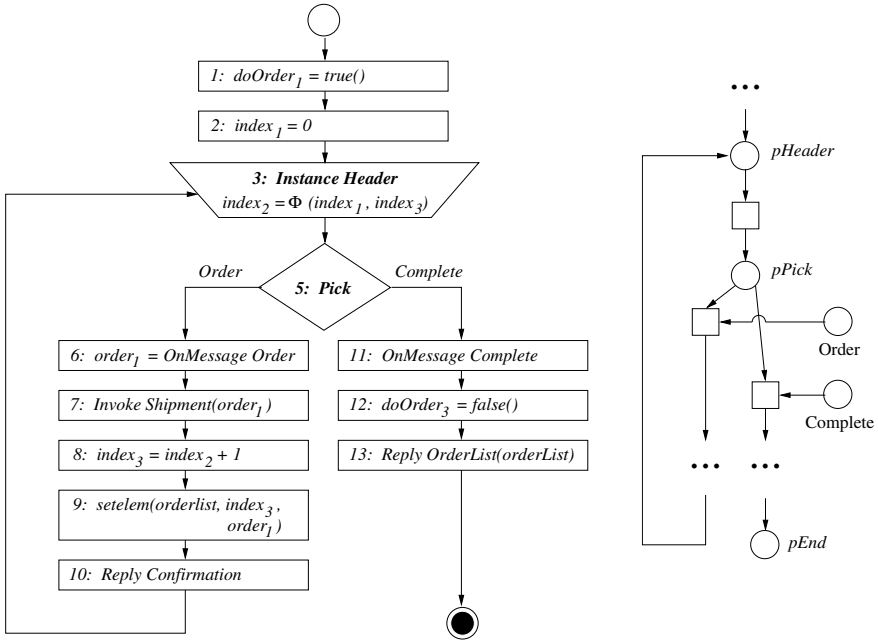 1: doOrder1 = true()
2: index1 = 0
3: Instance Header
index2 = Φ (index1 , index3)
Order
Complete
5: Pick
6: order1 = OnMessage Order
7: Invoke Shipment(order1)
8: index3 = index2 + 1
9: setelem(orderlist, index3 ,
order1)
10: Reply Confirmation
11: OnMessage Complete
12: doOrder3 = false()
13: Reply OrderList(orderList)
•••
pHeader
pPick
Order
Complete
••• •••
pEnd